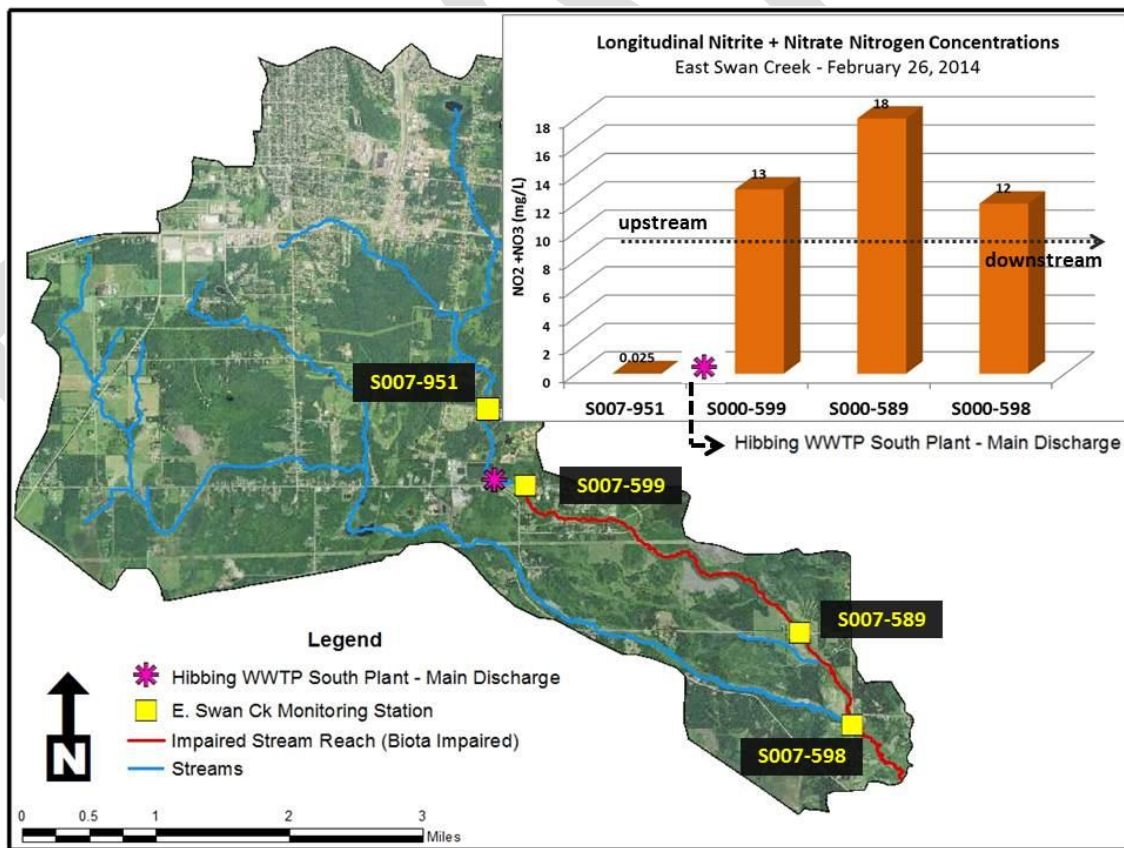 Longitudinal Nitrite + Nitrate Nitrogen Concentrations
East Swan Creek - February 26, 2014
NO2 +NO3 (mg/L)
18
16
14
12
10
8
6
4
2
0
0.025
13
18
12
upstream
downstream
S007-951
S000-599
S000-589
S000-598
Hibbing WWTP South Plant - Main Discharge
S007-951
S007-599
S007-589
S007-598
Legend
Hibbing WWTP South Plant - Main Discharge
E. Swan Ck Monitoring Station
Impaired Stream Reach (Biota Impaired)
Streams
N
0 0.5 1 2 3
Miles